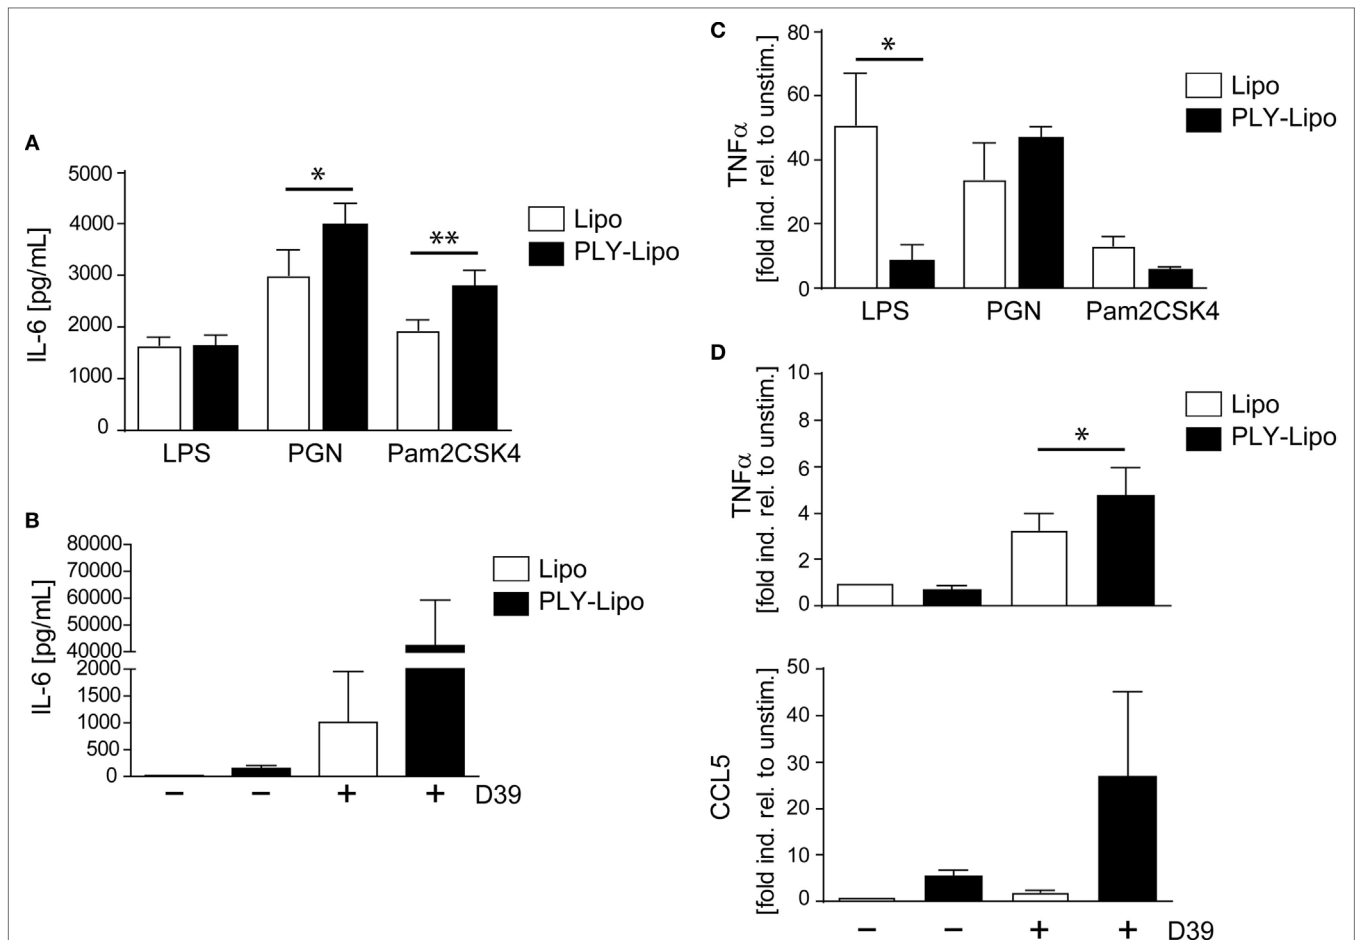 A
IL-6 [pg/mL]
5000
4000
3000
2000
1000
0
*
**
Lipo
PLY-Lipo
LPS PGN Pam2CSK4
B
IL-6 [pg/mL]
80000
70000
60000
50000
40000
2000
1500
1000
500
0
Lipo
PLY-Lipo
− − + + D39
C
TNFα
[fold ind. rel. to unstim.]
80
60
40
20
0
*
Lipo
PLY-Lipo
LPS PGN Pam2CSK4
D
TNFα
[fold ind. rel. to unstim.]
10
8
6
4
2
0
*
Lipo
PLY-Lipo
CCL5
[fold ind. rel. to unstim.]
50
40
30
20
10
0
− − + + D39